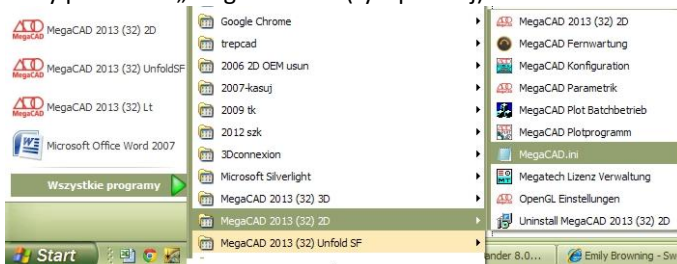 MegaCAD 2013 (32) 2D
MegaCAD 2013 (32) UnfoldSF
MegaCAD 2013 (32) Lt
Microsoft Office Word 2007
Wszystkie programy
Start
Google Chrome
trepcad
2006 2D OEM usun
2007-kasuj
2009 tk
2012 szk
3Dconnexion
Microsoft Silverlight
MegaCAD 2013 (32) 3D
MegaCAD 2013 (32) 2D
MegaCAD 2013 (32) Unfold SF
MegaCAD 2013 (32) 2D
MegaCAD Fernwartung
MegaCAD Konfiguration
MegaCAD Parametrik
MegaCAD Plot Batchbetrieb
MegaCAD Plotprogramm
MegaCAD.ini
Megatech Lizenz Verwaltung
OpenGL Einstellungen
Uninstall MegaCAD 2013 (32) 2D
ander 8.0...
Emily Browning - Sw